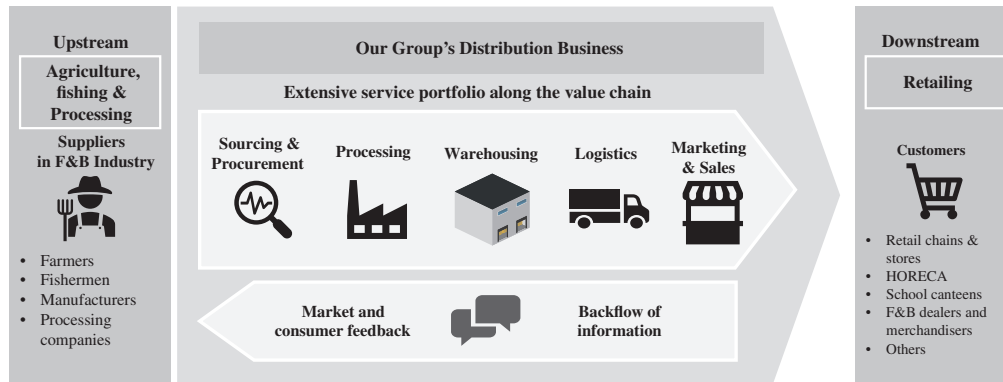 Upstream
Agriculture,
fishing &
Processing
Suppliers
in F&B Industry
• Farmers
• Fishermen
• Manufacturers
• Processing
companies
Our Group's Distribution Business
Extensive service portfolio along the value chain
Sourcing &
Procurement
Processing
Warehousing
Logistics
Marketing
& Sales
Market and
consumer feedback
Backflow of
information
Downstream
Retailing
Customers
• Retail chains &
stores
• HORECA
• School canteens
• F&B dealers and
merchandisers
• Others